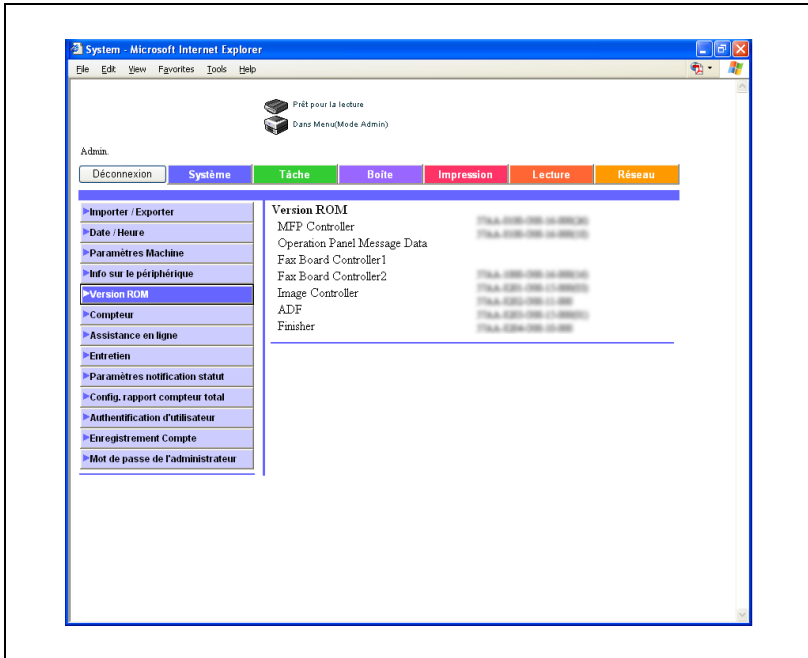 System - Microsoft Internet Explorer
File Edit View Favorites Tools Help
Prêt pour la lecture
Dans Menu(Mode Admin)
Admin.
Déconnexion Système Tâche Boîte Impression Lecture Réseau
Importer / Exporter
Date / Heure
Paramètres Machine
Info sur le périphérique
Version ROM
Compteur
Assistance en ligne
Entretien
Paramètres notification statut
Config. rapport compteur total
Authentification d'utilisateur
Enregistrement Compte
Mot de passe de l'administrateur
Version ROM
MFP Controller
Operation Panel Message Data
Fax Board Controller1
Fax Board Controller2
Image Controller
ADF
Finisher